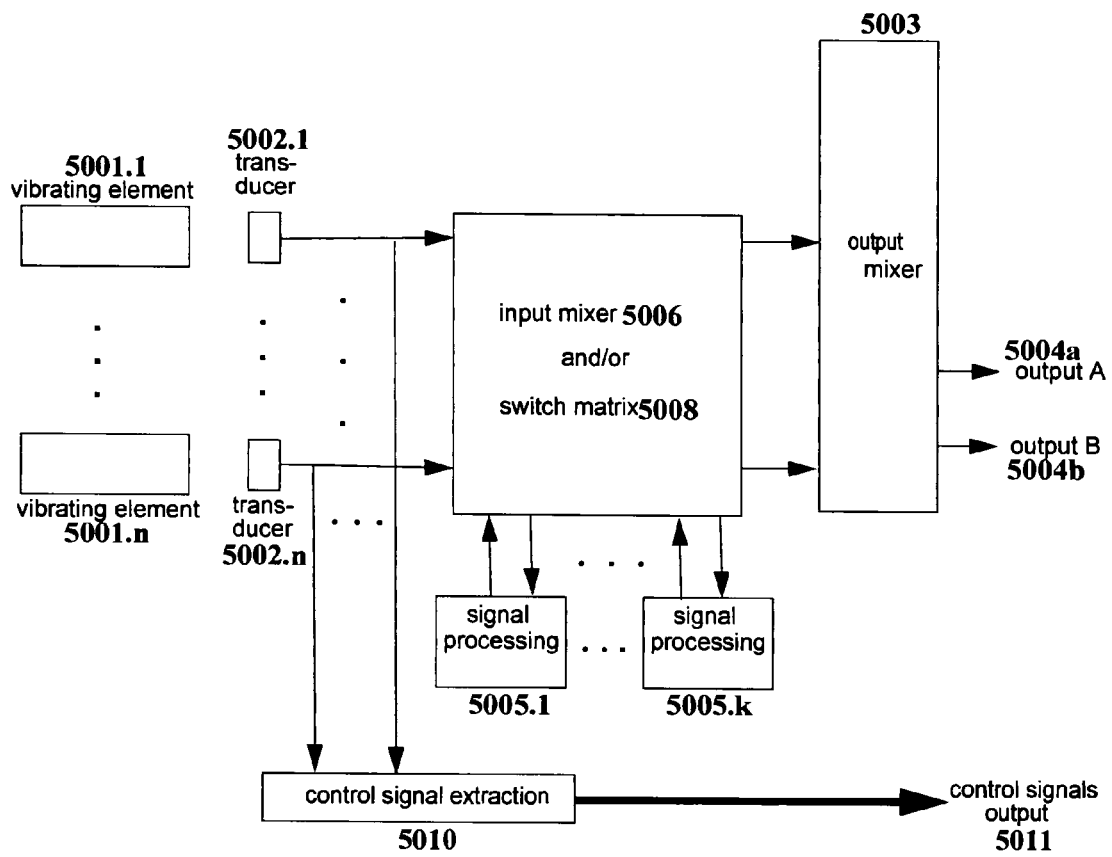 5003
5002.1
trans-
ducer
5001.1
vibrating element
output
mixer
input mixer 5006
and/or
switch matrix 5008
5004a
output A
output B
5004b
vibrating element
5001.n
trans-
ducer
5002.n
signal
processing
5005.1
signal
processing
5005.k
control signal extraction
5010
control signals
output
5011